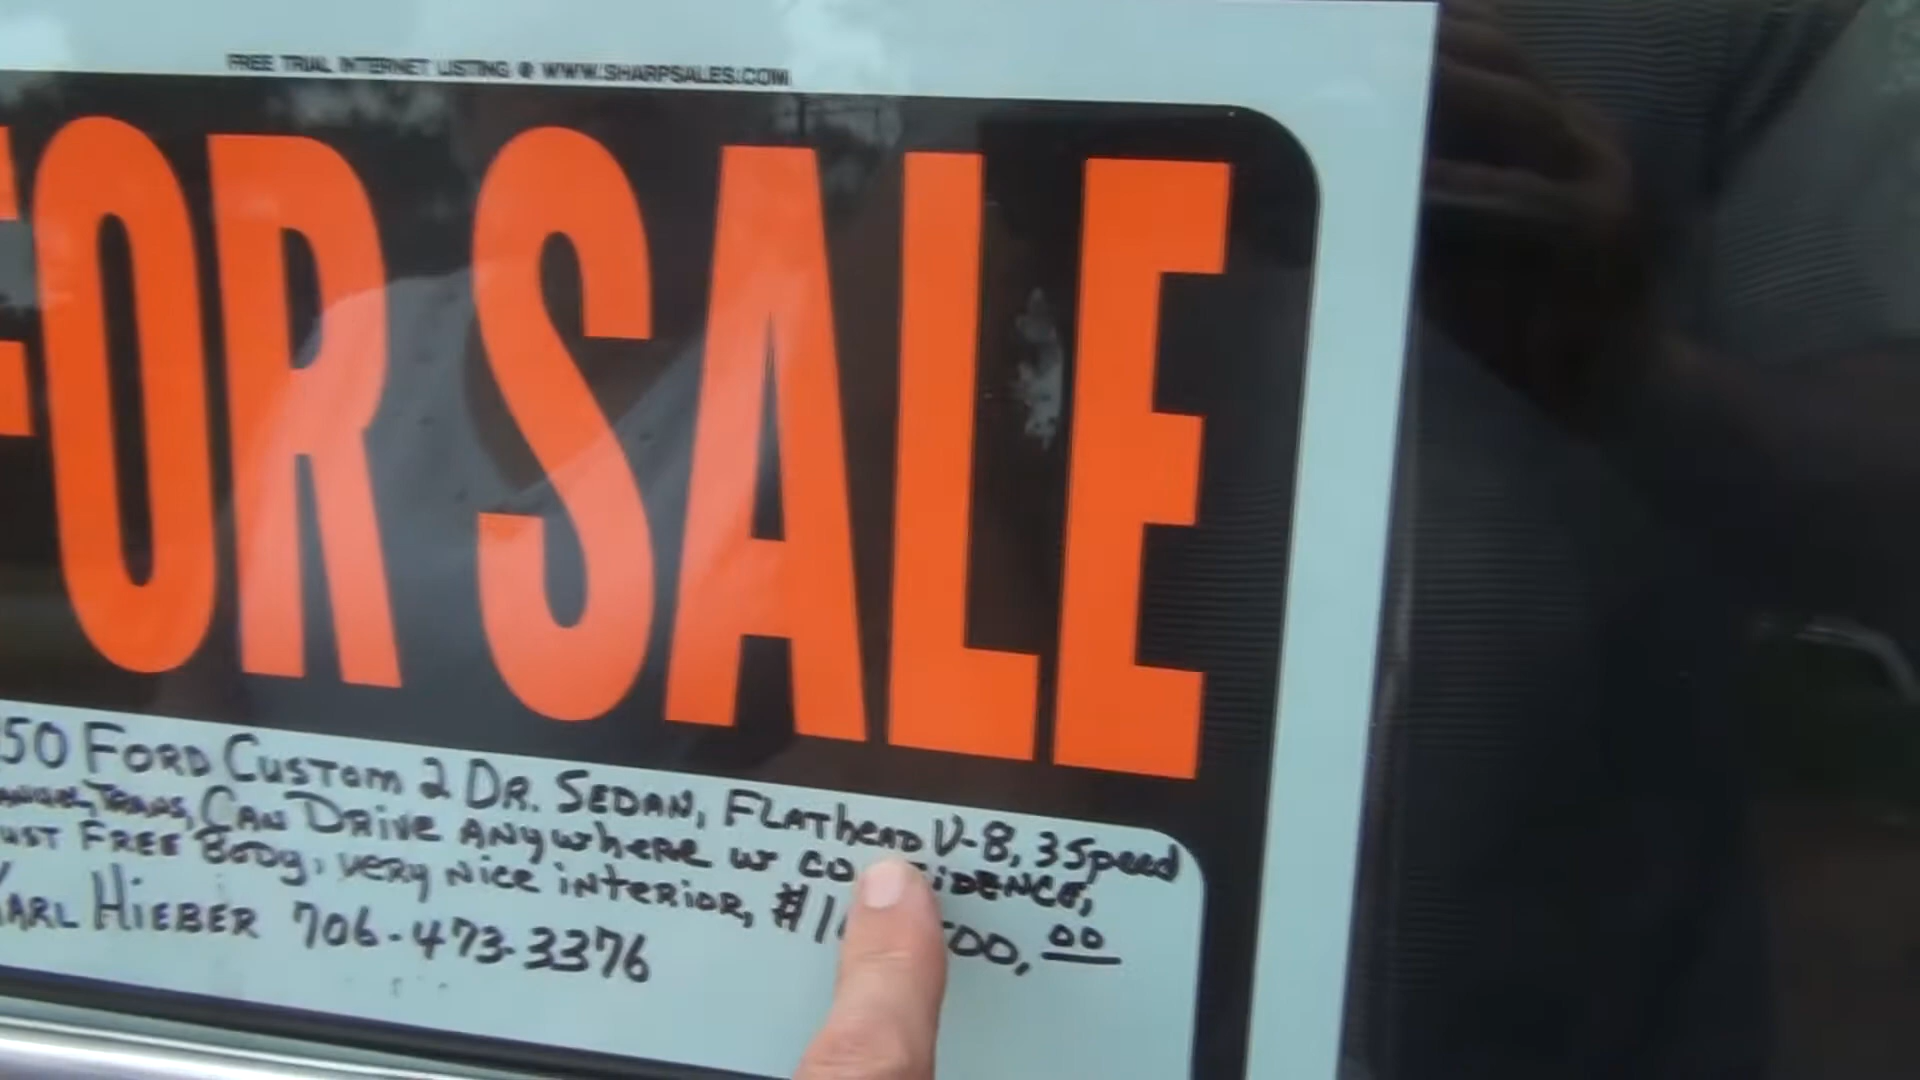 FREE TRIAL INTERNET LISTING @ WWW.SHARPSALES.COM
FOR SALE
50 FORD CUSTOM 2 DR. SEDAN, FLATHEAD V-8, 3 Speed
TRANS, CAN DRIVE ANYWHERE W
FREE BODY, VERY NICE INTERIOR,
HIEBER 706-473-3376